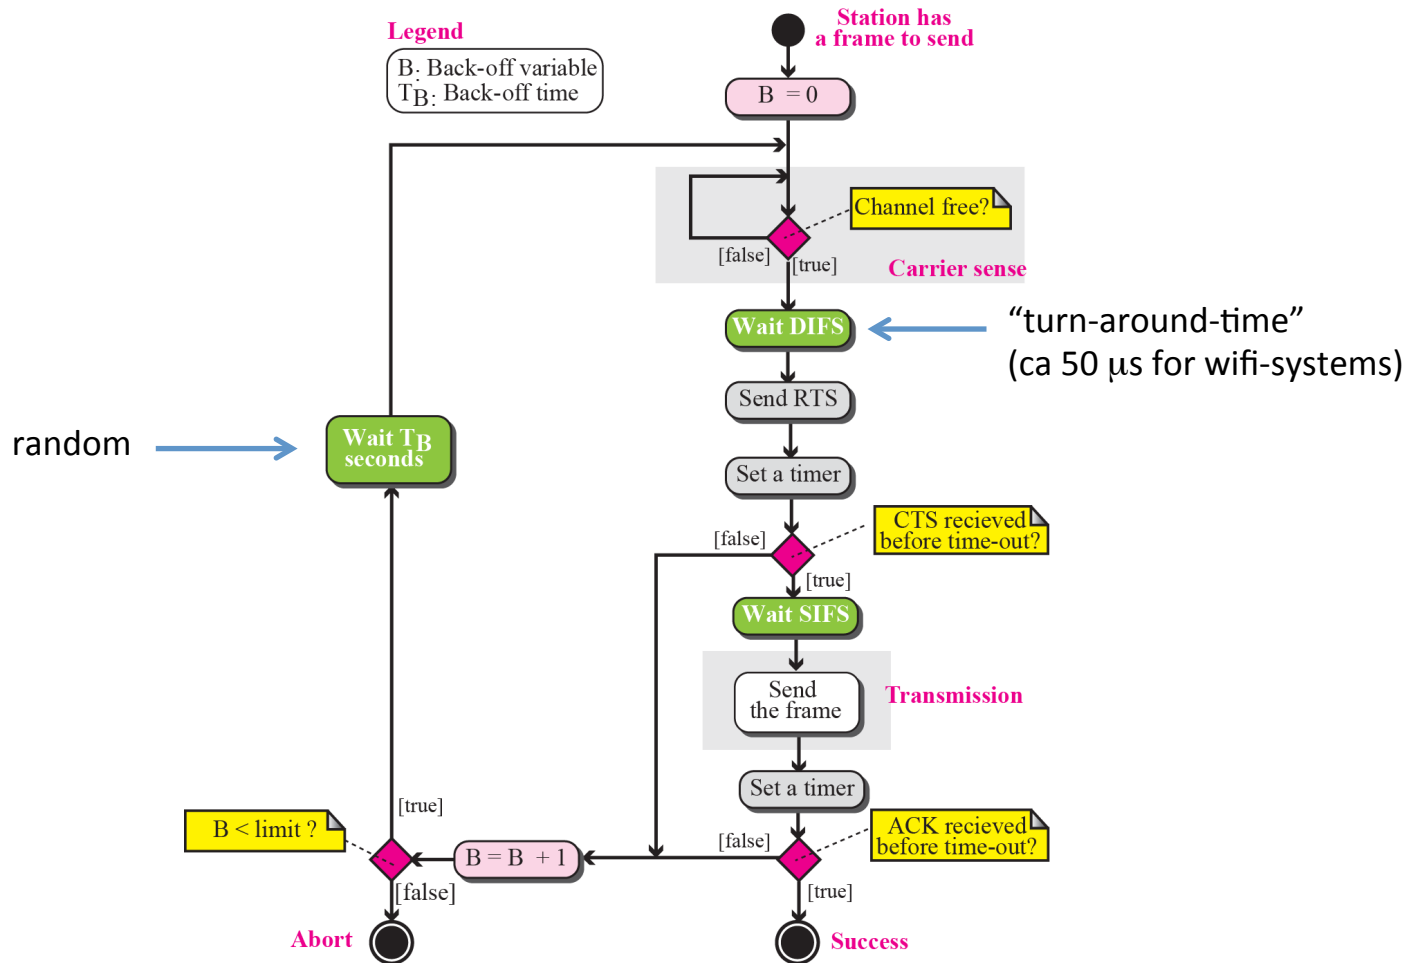 Legend
B: Back-off variable
TB: Back-off time
Station has
a frame to send
B = 0
Channel free?
[false]
[true]
Carrier sense
Wait DIFS
“turn-around-time”
(ca 50 μs for wifi-systems)
Send RTS
random
Wait TB
seconds
Set a timer
CTS recieved
before time-out?
[false]
[true]
Wait SIFS
Send
the frame
Transmission
Set a timer
[true]
B < limit ?
B = B + 1
[false]
ACK recieved
before time-out?
[false]
[true]
Abort
Success